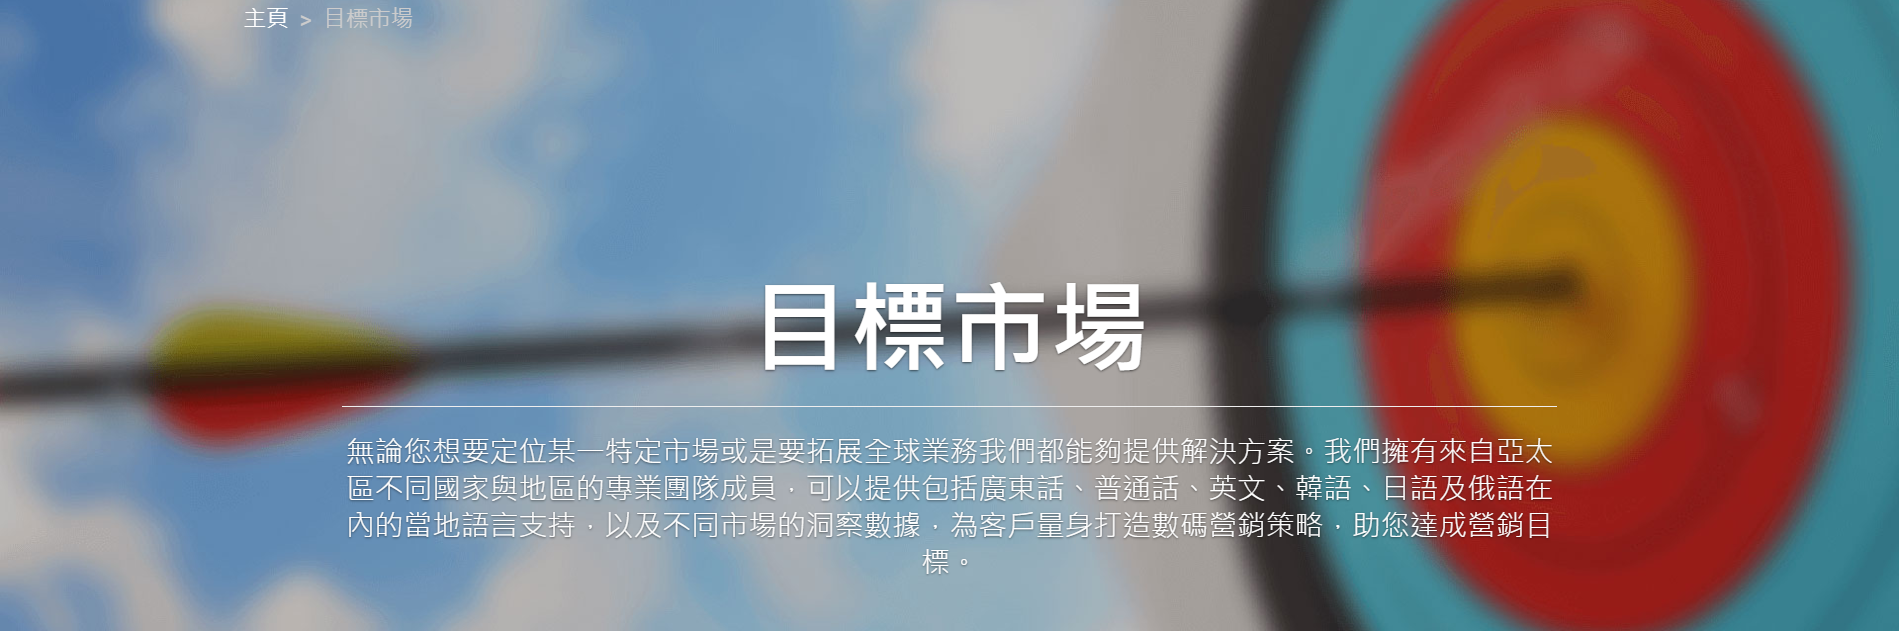 主頁 > 目標市場
目標市場
無論您想要定位某一特定市場或是要拓展全球業務我們都能夠提供解決方案。我們擁有來自亞太
區不同國家與地區的專業團隊成員，可以提供包括廣東話、普通話、英文、韓語、日語及俄語在
內的當地語言支持，以及不同市場的洞察數據，為客戶量身打造數碼營銷策略，助您達成營銷目
標。